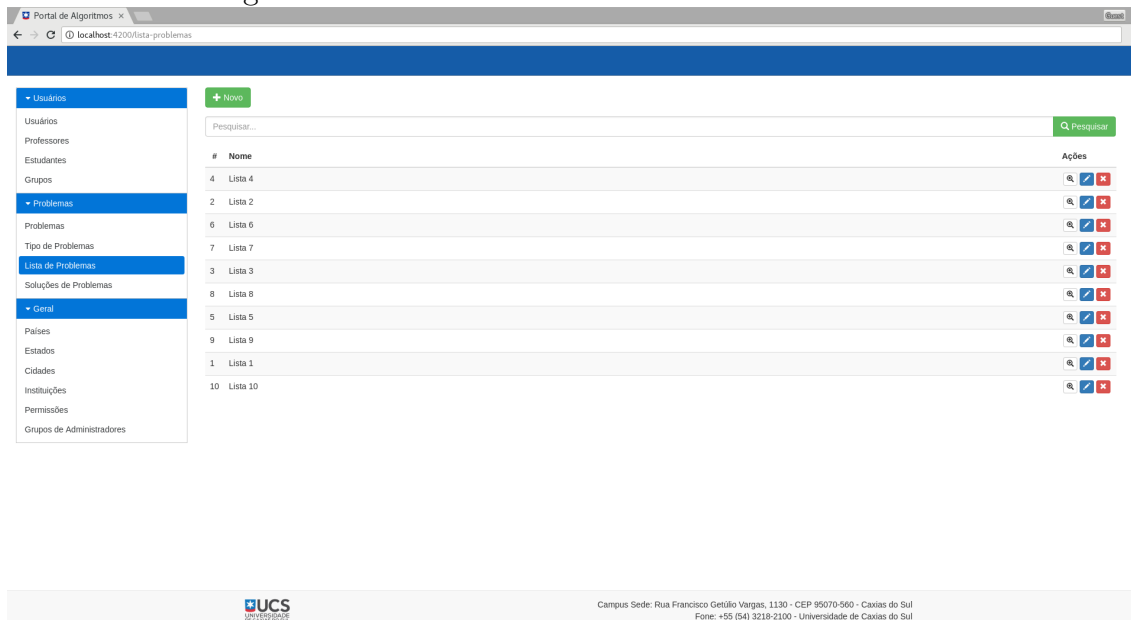 Portal de Algoritmos ×
localhost:4200/lista-problemas
Usuários
Usuários
Professores
Estudantes
Grupos
Problemas
Problemas
Tipo de Problemas
Lista de Problemas
Soluções de Problemas
Geral
Países
Estados
Cidades
Instituições
Permissões
Grupos de Administradores
Novo
Pesquisar...
Pesquisar
# Nome Ações
4 Lista 4
2 Lista 2
6 Lista 6
7 Lista 7
3 Lista 3
8 Lista 8
5 Lista 5
9 Lista 9
1 Lista 1
10 Lista 10
UCS
UNIVERSIDADE
Campus Sede: Rua Francisco Getúlio Vargas, 1130 - CEP 95070-560 - Caxias do Sul
Fone: +55 (54) 3218-2100 - Universidade de Caxias do Sul